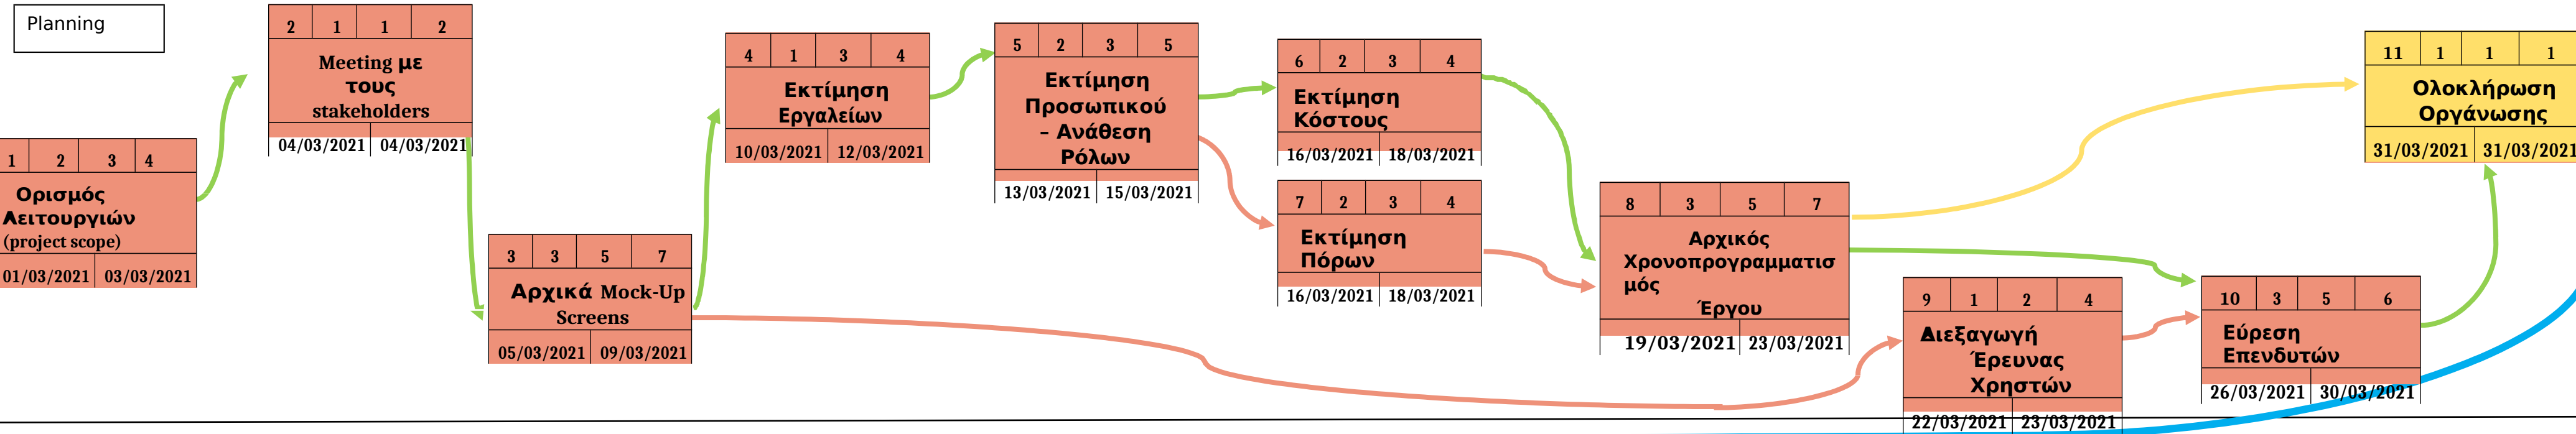 Planning
1 2 3 4
Ορισμός
Λειτουργιών
(project scope)
01/03/2021 03/03/2021
2 1 1 2
Meeting με
τους
stakeholders
04/03/2021 04/03/2021
3 3 5 7
Αρχικά Mock-Up
Screens
05/03/2021 09/03/2021
4 1 3 4
Εκτίμηση
Εργαλείων
10/03/2021 12/03/2021
5 2 3 5
Εκτίμηση
Προσωπικού
– Ανάθεση
Ρόλων
13/03/2021 15/03/2021
6 2 3 4
Εκτίμηση
Κόστους
16/03/2021 18/03/2021
7 2 3 4
Εκτίμηση
Πόρων
16/03/2021 18/03/2021
8 3 5 7
Αρχικός
Χρονοπρογραμματισ
μός
Έργου
19/03/2021 23/03/2021
9 1 2 4
Διεξαγωγή
Έρευνας
Χρηστών
22/03/2021 23/03/2021
10 3 5 6
Εύρεση
Επενδυτών
26/03/2021 30/03/2021
11 1 1 1
Ολοκλήρωση
Οργάνωσης
31/03/2021 31/03/2021